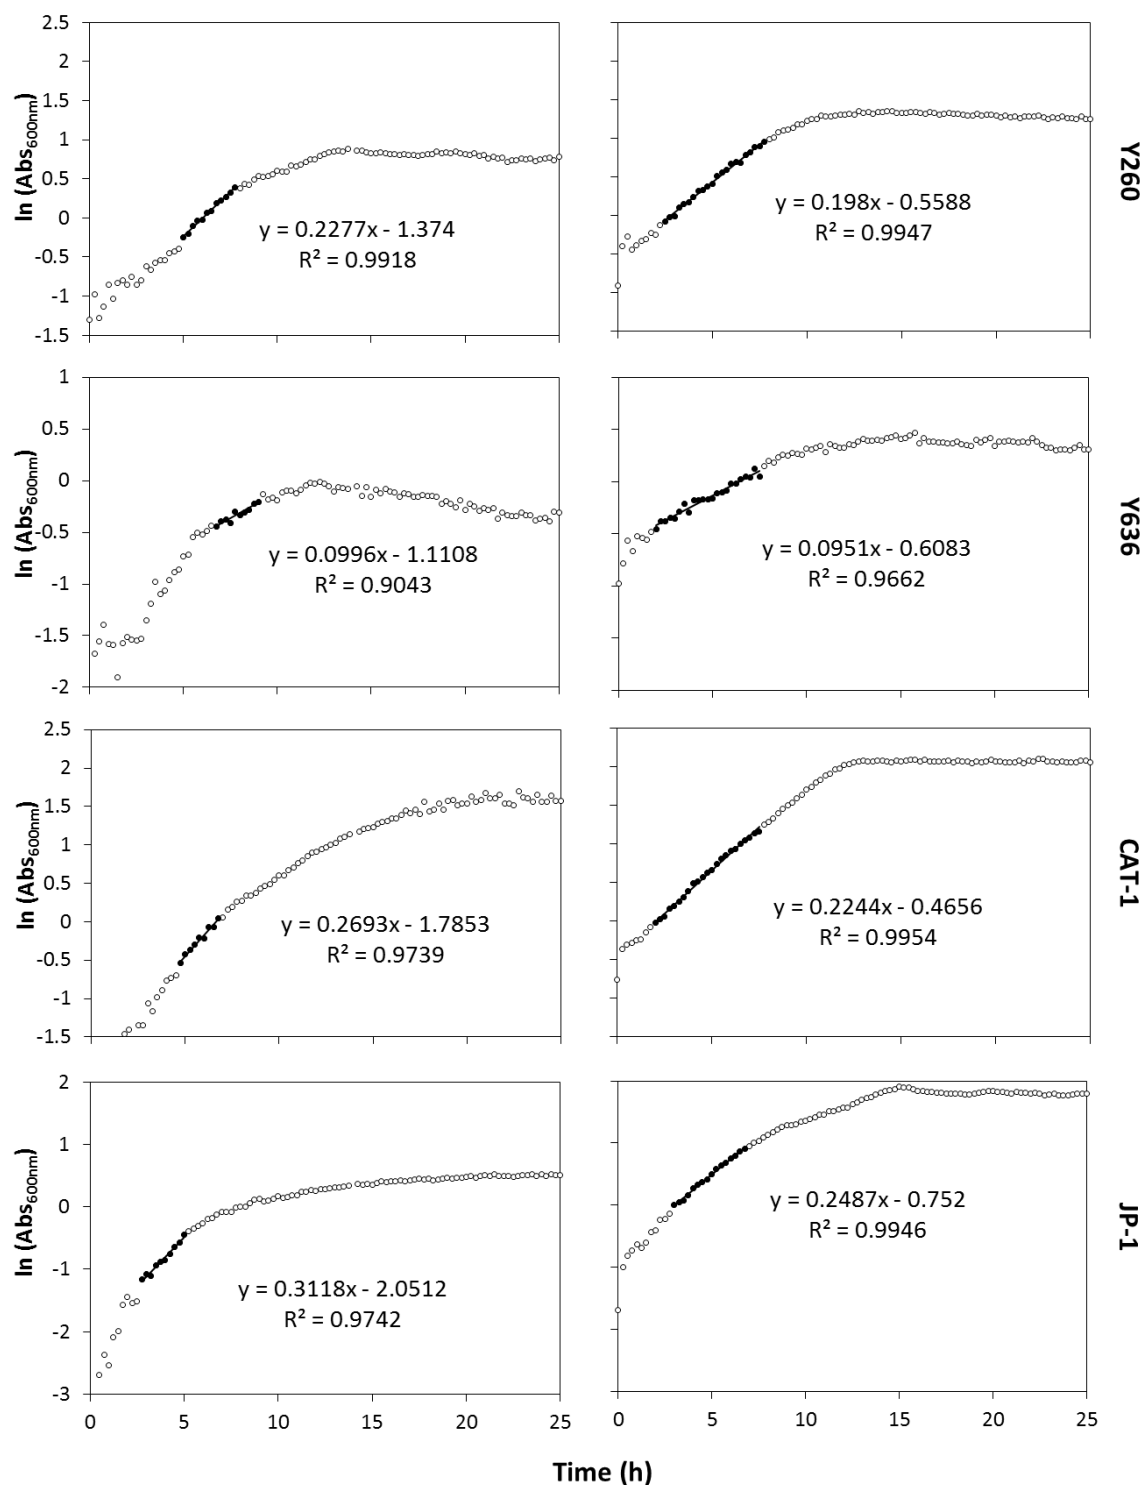 2.5
2
1.5
1
0.5
0
-0.5
-1
-1.5
ln (Abs600nm)
y = 0.2277x - 1.374
R² = 0.9918
y = 0.198x - 0.5588
R² = 0.9947
Y260
1
0.5
0
-0.5
-1
-1.5
-2
ln (Abs600nm)
y = 0.0996x - 1.1108
R² = 0.9043
y = 0.0951x - 0.6083
R² = 0.9662
Y636
2.5
2
1.5
1
0.5
0
-0.5
-1
-1.5
ln (Abs600nm)
y = 0.2693x - 1.7853
R² = 0.9739
y = 0.2244x - 0.4656
R² = 0.9954
CAT-1
2
1
0
-1
-2
-3
ln (Abs600nm)
y = 0.3118x - 2.0512
R² = 0.9742
y = 0.2487x - 0.752
R² = 0.9946
JP-1
0 5 10 15 20 25
0 5 10 15 20 25
Time (h)